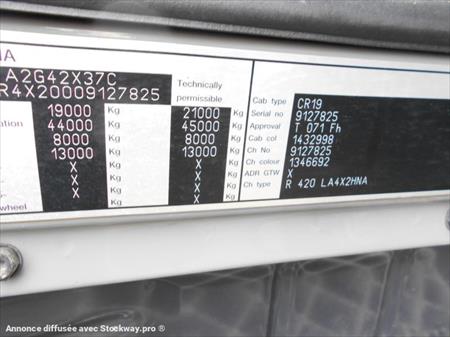 NA
A2G42X37C
R4X20009127825
Technically
permissible
19000 Kg 21000 Kg
44000 Kg 45000 Kg
8000 Kg 8000 Kg
13000 Kg 13000 Kg
X Kg X Kg
X Kg X Kg
X Kg X Kg
wheel
Cab type CR19
Serial no 9127825
Approval T 071 Fh
Cab col 1432998
Ch No 9127825
Ch colour 1346692
ADR GTW X
Ch type R 420 LA4X2HNA
Annonce diffusée avec Stockway.pro ®